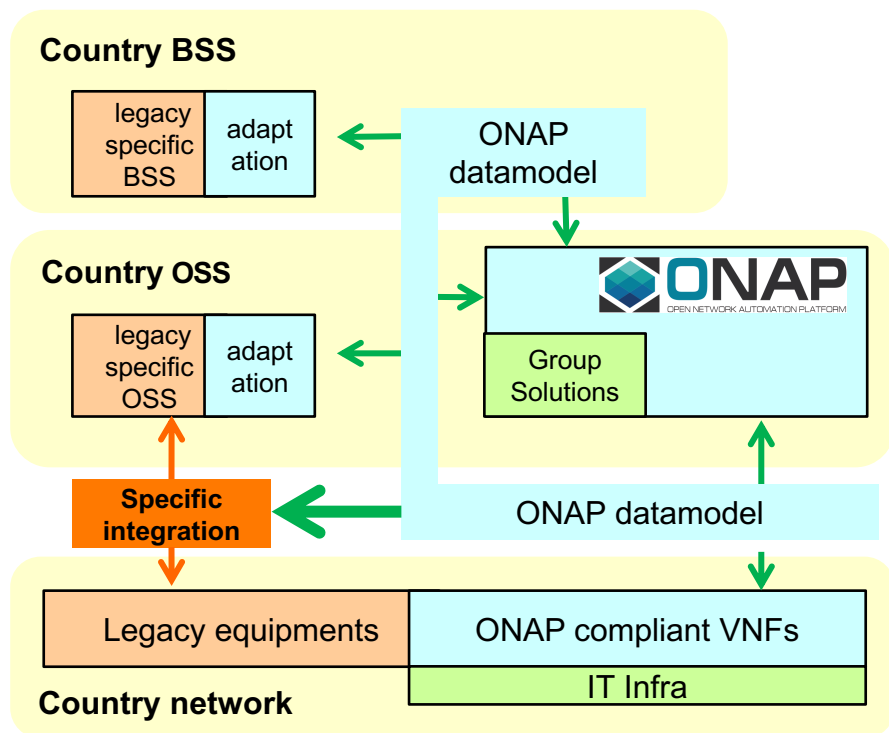 Country BSS
legacy
specific
BSS
adapt
ation
ONAP
datamodel
Country OSS
legacy
specific
OSS
adapt
ation
ONAP
OPEN NETWORK AUTOMATION PLATFORM
Group
Solutions
Specific
integration
ONAP datamodel
Legacy equipments
ONAP compliant VNFs
IT Infra
Country network